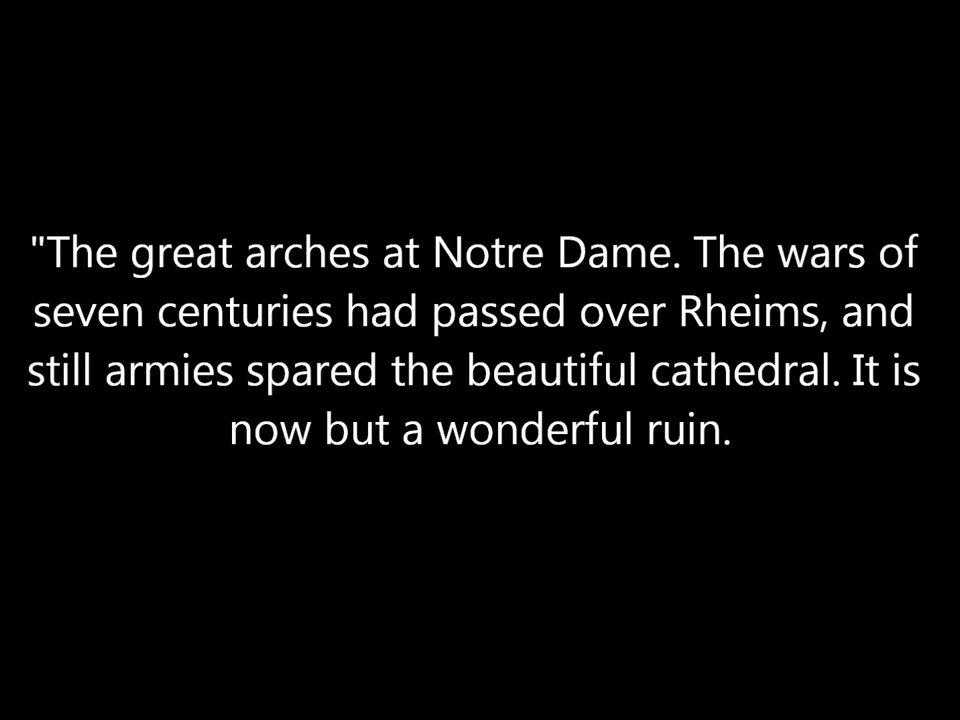 "The great arches at Notre Dame. The wars of
seven centuries had passed over Rheims, and
still armies spared the beautiful cathedral. It is
now but a wonderful ruin.